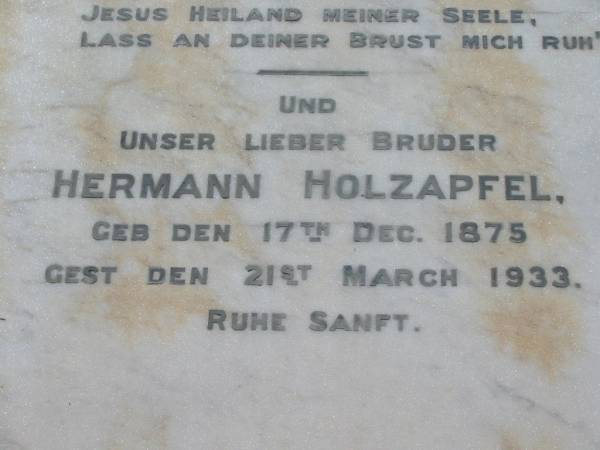 Jesus Heiland meiner Seele,
Lass an deiner Brust mich ruh'
Und
Unser lieber Bruder
Hermann Holzapfel,
Geb den 17th Dec. 1875
Gest den 21st March 1933.
Ruhe Sanft.